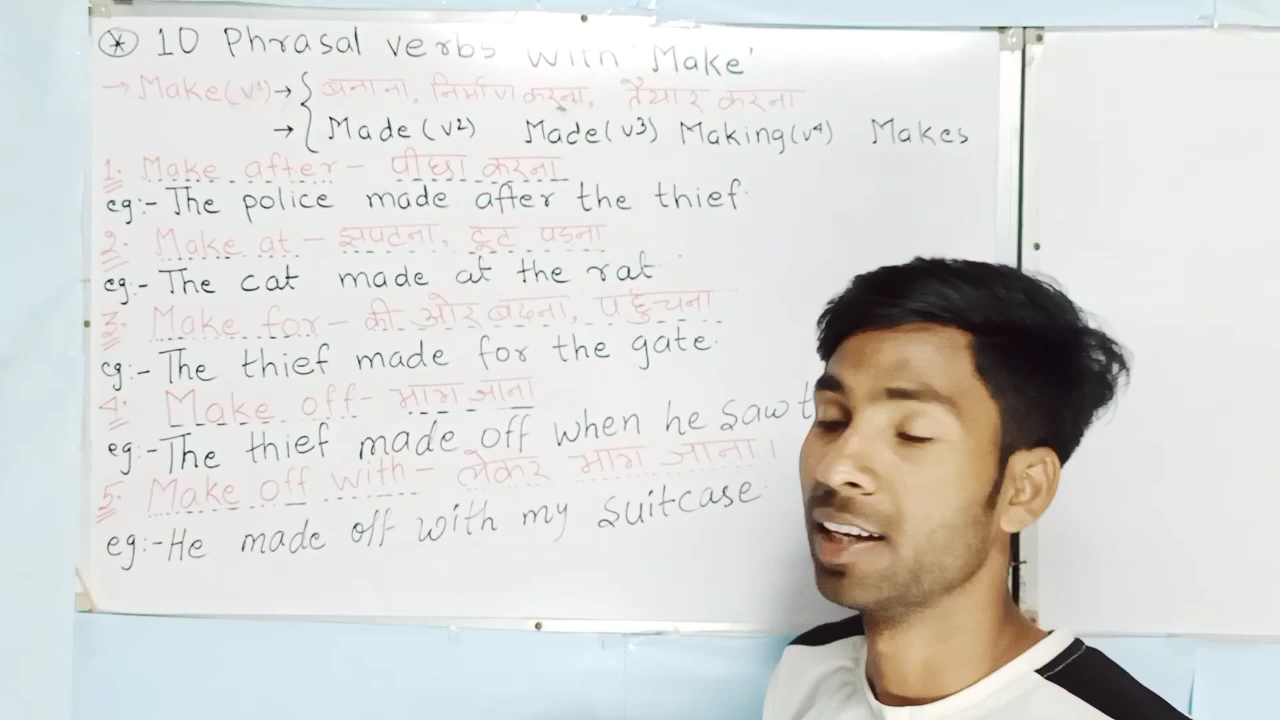 * 10 Phrasal verbs with 'Make'
→ Make(v1) → { बनाना, निर्माण करना, तैयार करना
→ { Made(v2) Made(v3) Making(v4) Makes
1. Make after - पीछा करना
eg:- The police made after the thief.
2. Make at - झपटना, टूट पड़ना
eg:- The cat made at the rat.
3. Make for - की ओर बढना, पहुंचना
eg:- The thief made for the gate.
4. Make off - भाग जाना
eg:- The thief made off when he saw
5. Make off with - लेकर भाग जाना।
eg:- He made off with my suitcase.